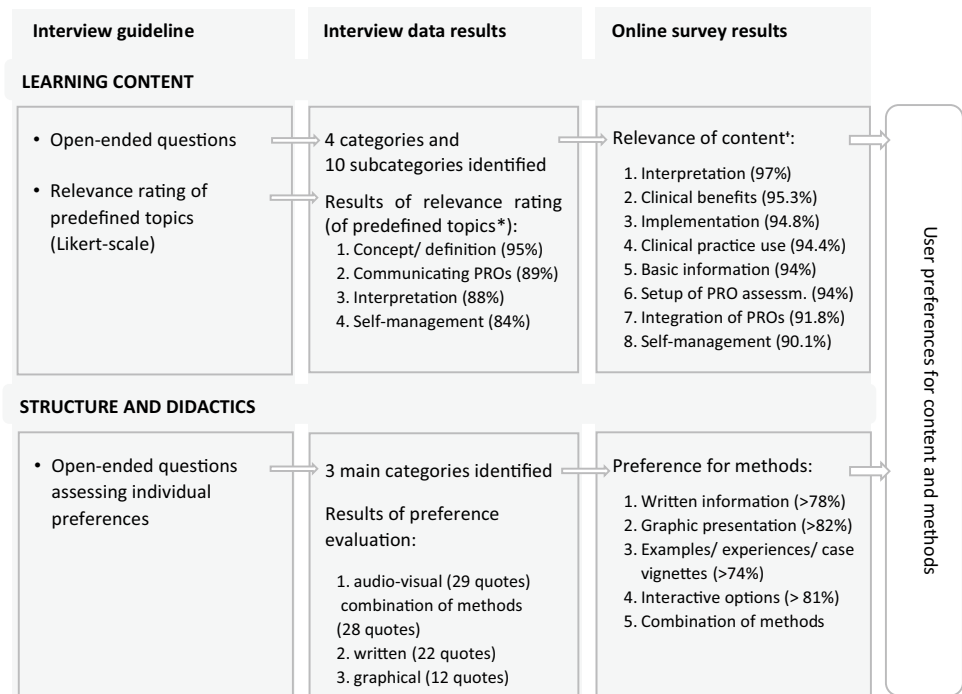 Interview guideline
Interview data results
Online survey results
LEARNING CONTENT
• Open-ended questions
• Relevance rating of
predefined topics
(Likert-scale)
4 categories and
10 subcategories identified
Results of relevance rating
(of predefined topics*):
1. Concept/ definition (95%)
2. Communicating PROs (89%)
3. Interpretation (88%)
4. Self-management (84%)
Relevance of content⁺:
1. Interpretation (97%)
2. Clinical benefits (95.3%)
3. Implementation (94.8%)
4. Clinical practice use (94.4%)
5. Basic information (94%)
6. Setup of PRO assessm. (94%)
7. Integration of PROs (91.8%)
8. Self-management (90.1%)
STRUCTURE AND DIDACTICS
• Open-ended questions
assessing individual
preferences
3 main categories identified
Results of preference
evaluation:
1. audio-visual (29 quotes)
combination of methods
(28 quotes)
2. written (22 quotes)
3. graphical (12 quotes)
Preference for methods:
1. Written information (>78%)
2. Graphic presentation (>82%)
3. Examples/ experiences/ case
vignettes (>74%)
4. Interactive options (> 81%)
5. Combination of methods
User preferences for content and methods